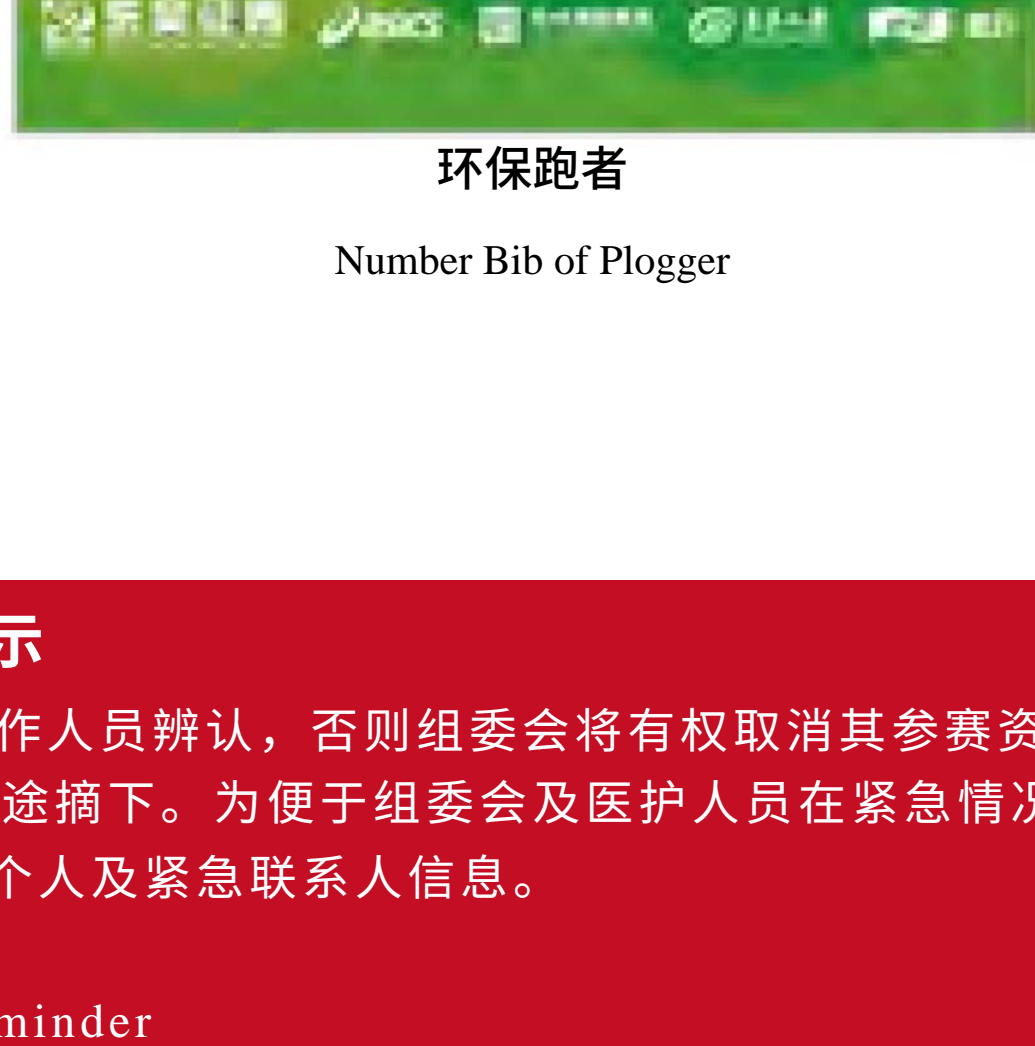 asics
环保跑者
Number Bib of Plogger
示
作人员辨认，否则组委会将有权取消其参赛资
途摘下。为便于组委会及医护人员在紧急情况
个人及紧急联系人信息。
minder